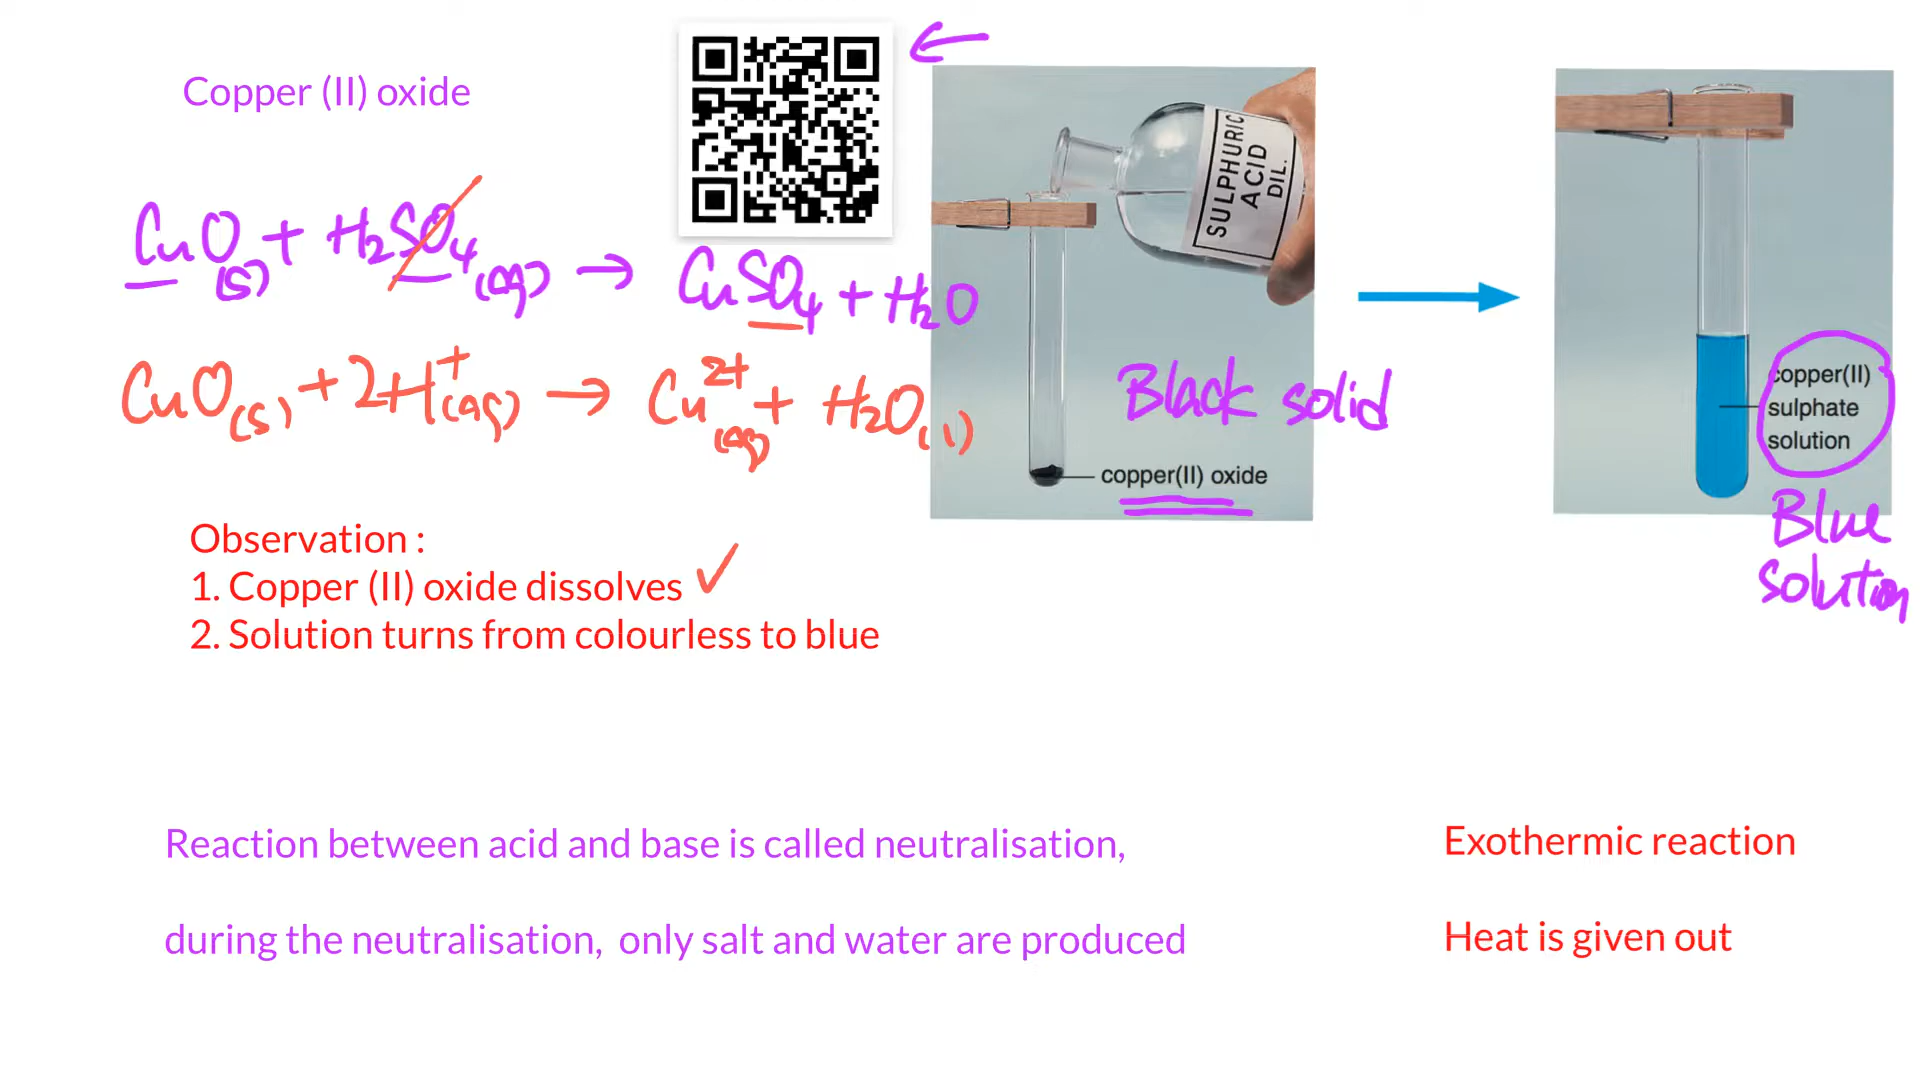 Copper (II) oxide
CuO(s) + H2SO4(aq) → CuSO4 + H2O
CuO(s) + 2H+(aq) → Cu2+(aq) + H2O(l)
SULPHURIC
ACID
DIL.
Black solid
copper(II) oxide
copper(II)
sulphate
solution
Blue
solution
Observation :
1. Copper (II) oxide dissolves ✓
2. Solution turns from colourless to blue
Reaction between acid and base is called neutralisation,
during the neutralisation, only salt and water are produced
Exothermic reaction
Heat is given out